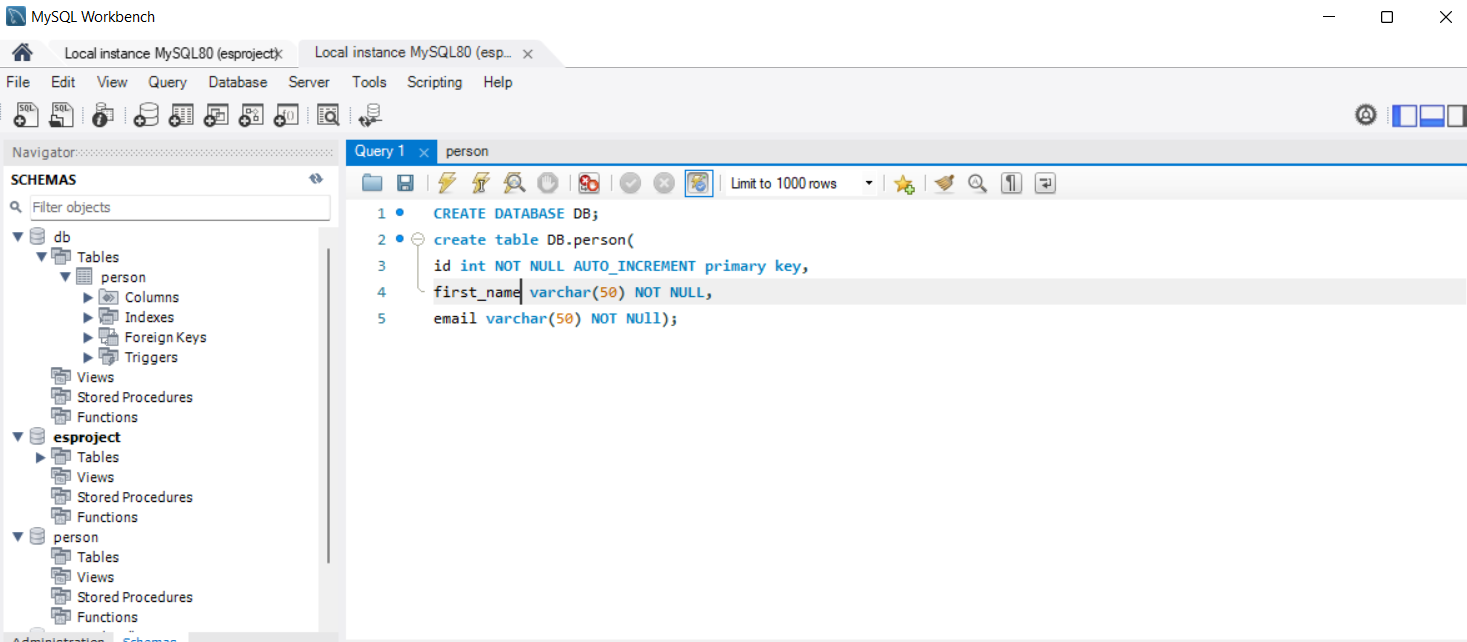 MySQL Workbench
Local instance MySQL80 (esproject)
Local instance MySQL80 (esp...
File Edit View Query Database Server Tools Scripting Help
Navigator
SCHEMAS
Filter objects
db
Tables
person
Columns
Indexes
Foreign Keys
Triggers
Views
Stored Procedures
Functions
esproject
Tables
Views
Stored Procedures
Functions
person
Tables
Views
Stored Procedures
Functions
Administration Schemas
Query 1 person
Limit to 1000 rows
1 CREATE DATABASE DB;
2 create table DB.person(
3 id int NOT NULL AUTO_INCREMENT primary key,
4 first_name varchar(50) NOT NULL,
5 email varchar(50) NOT NUll);